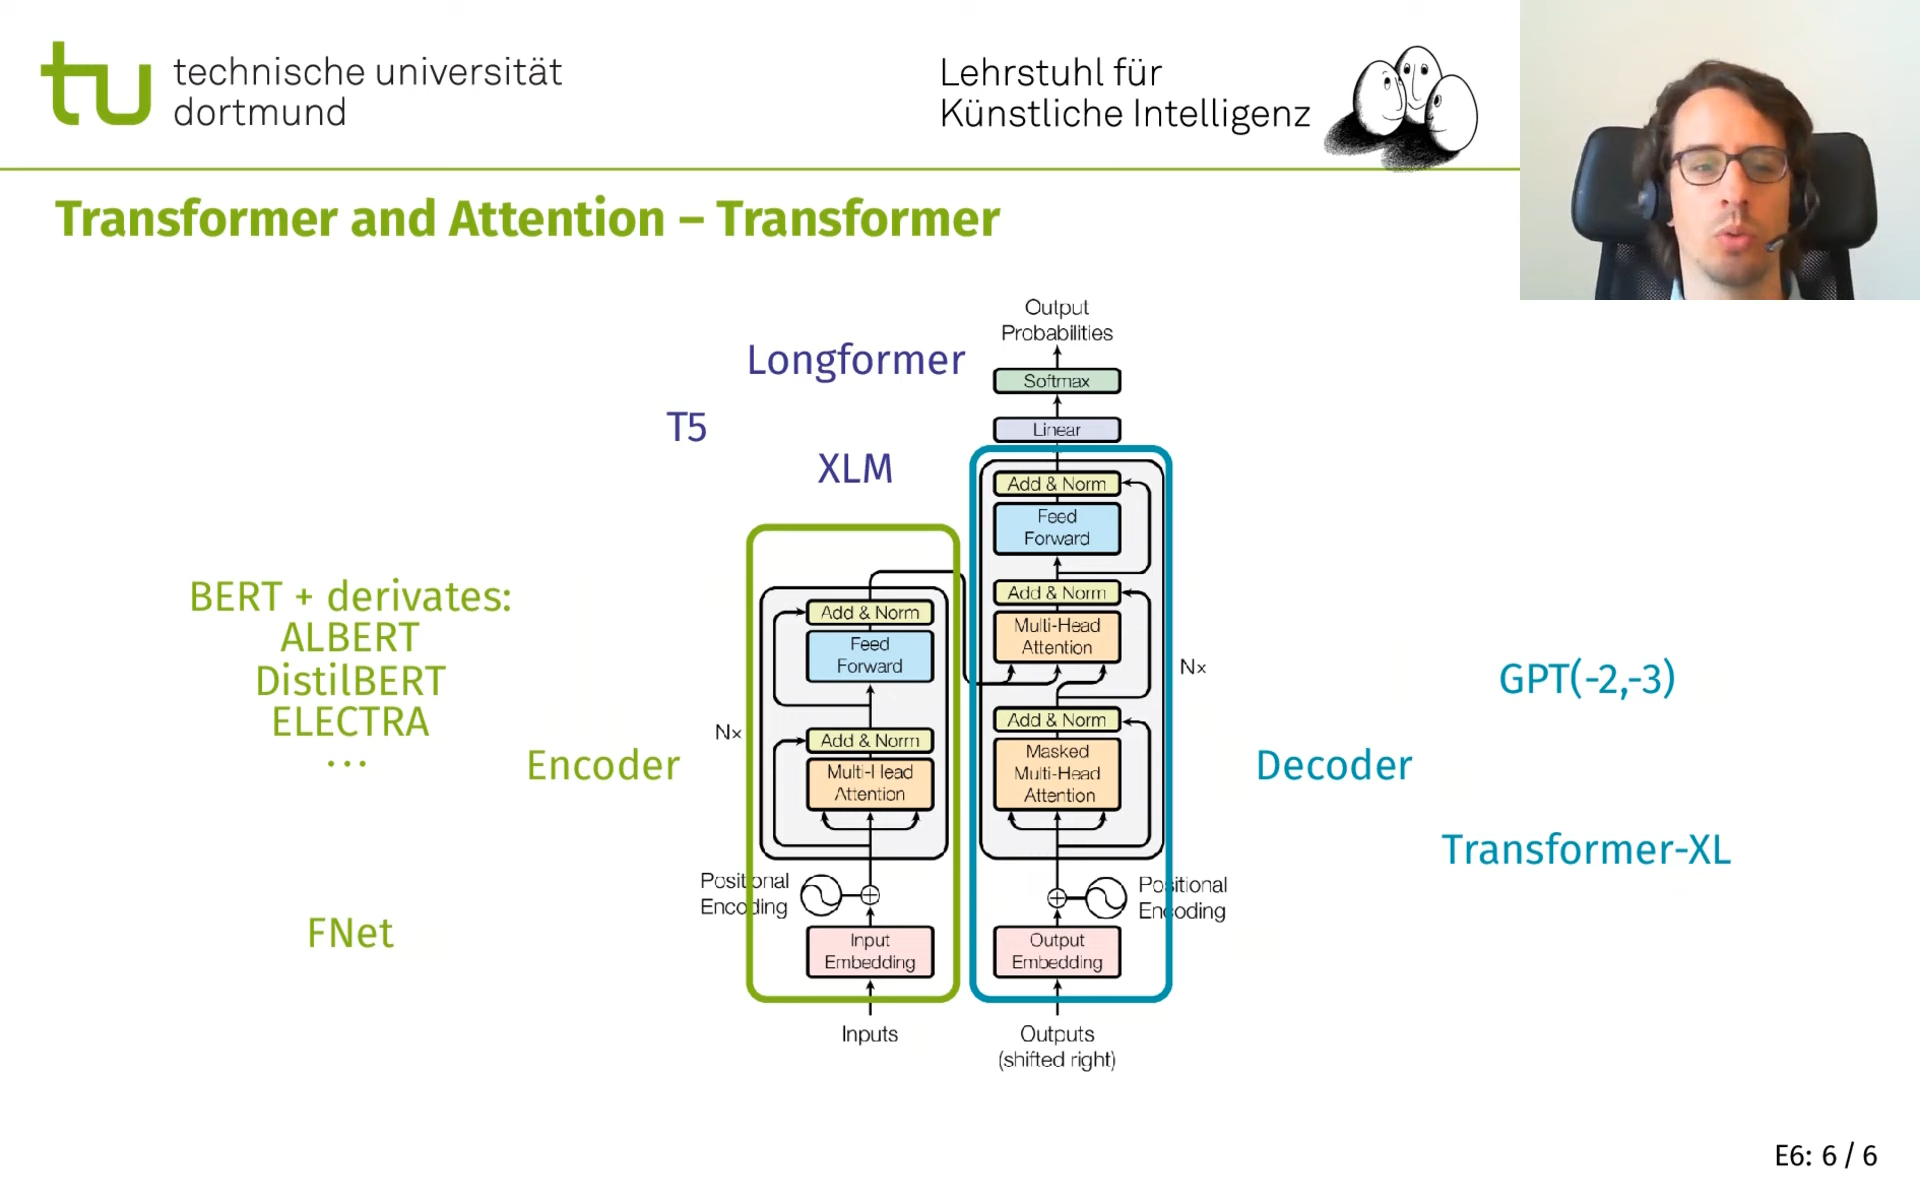 technische universität
dortmund
Lehrstuhl für
Künstliche Intelligenz
Transformer and Attention – Transformer
Output
Probabilities
Softmax
Linear
Longformer
T5
XLM
Add & Norm
Feed
Forward
Add & Norm
Multi-Head
Attention
Nx
Add & Norm
Masked
Multi-Head
Attention
Positional
Encoding
Output
Embedding
Outputs
(shifted right)
Add & Norm
Feed
Forward
Nx
Add & Norm
Multi-Head
Attention
Positional
Encoding
Input
Embedding
Inputs
BERT + derivates:
ALBERT
DistilBERT
ELECTRA
...
Encoder
FNet
GPT(-2,-3)
Decoder
Transformer-XL
E6: 6 / 6